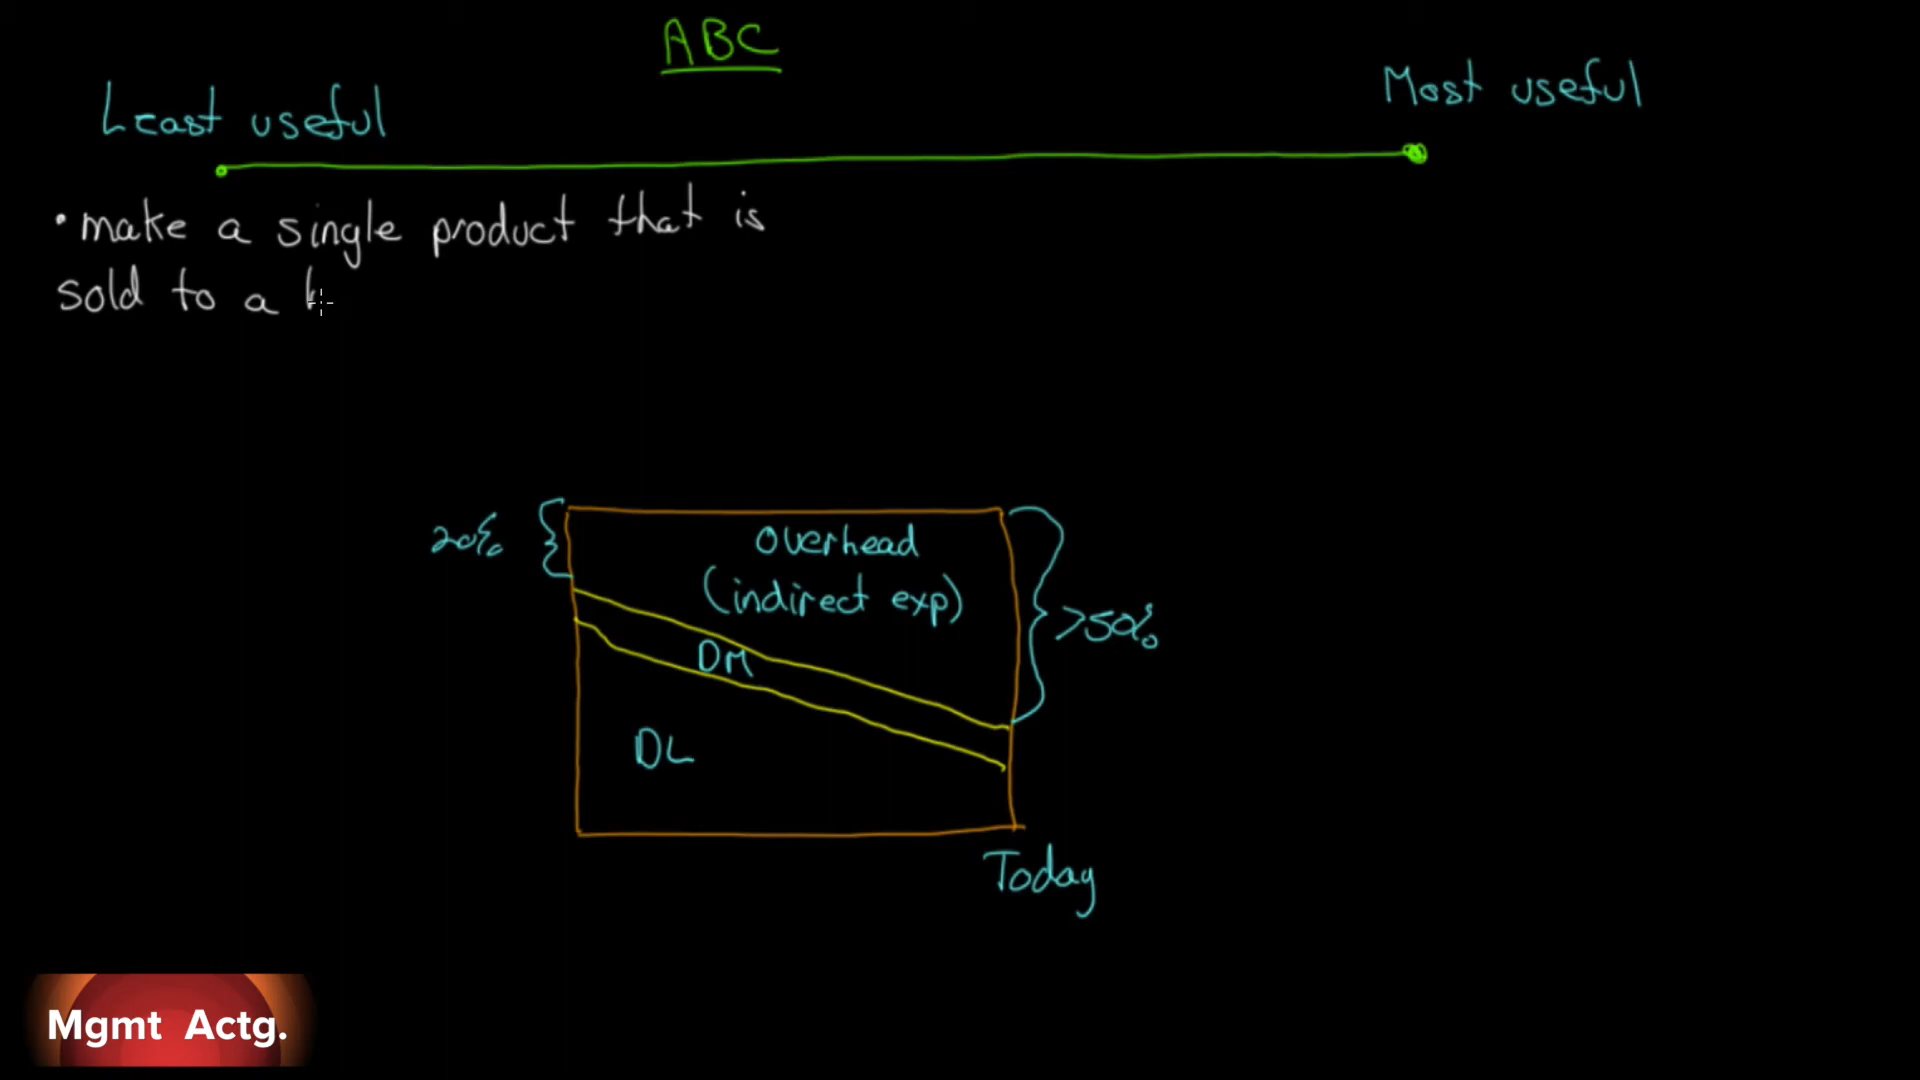 ABC
Least useful
Most useful
• make a single product that is
sold to a
20%
Overhead
(indirect exp)
>50%
DM
DL
Today
Mgmt Actg.